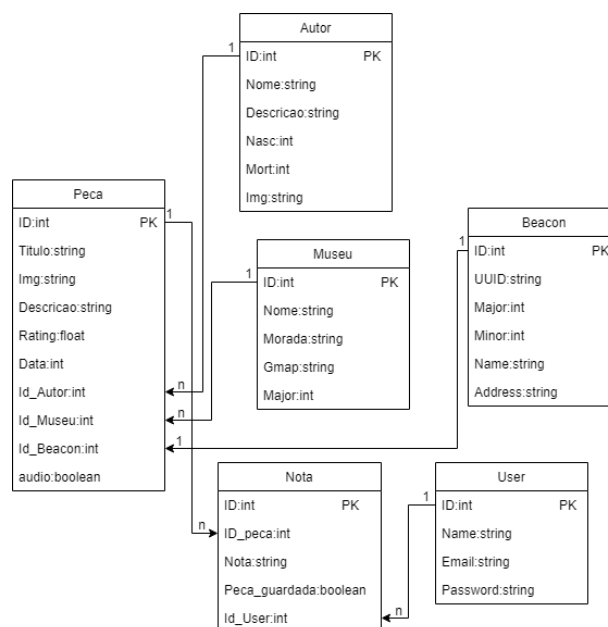 Autor
ID:int PK
Nome:string
Descricao:string
Nasc:int
Mort:int
Img:string
1
Peca
ID:int PK
Titulo:string
Img:string
Descricao:string
Rating:float
Data:int
Id_Autor:int
Id_Museu:int
Id_Beacon:int
audio:boolean
1
n
n
1
Museu
ID:int PK
Nome:string
Morada:string
Gmap:string
Major:int
1
Beacon
ID:int PK
UUID:string
Major:int
Minor:int
Name:string
Address:string
1
Nota
ID:int PK
ID_peca:int
Nota:string
Peca_guardada:boolean
Id_User:int
n
n
User
ID:int PK
Name:string
Email:string
Password:string
1